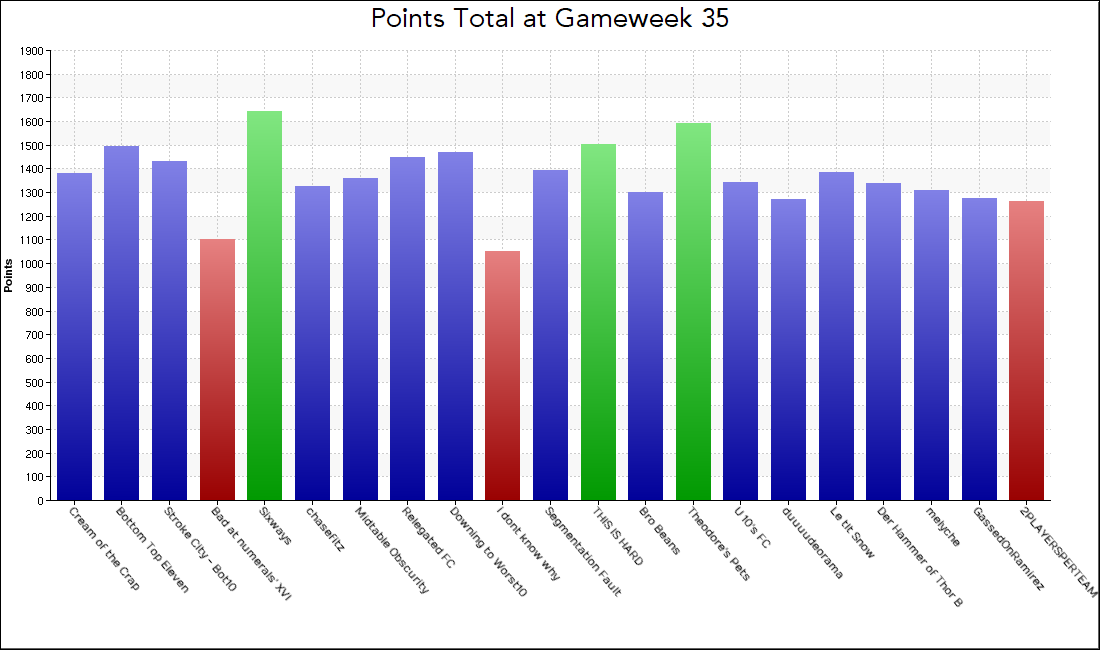 Points Total at Gameweek 35
Points
1900
1800
1700
1600
1500
1400
1300
1200
1100
1000
900
800
700
600
500
400
300
200
100
0
Cream of the Crap
Bottom Top Eleven
Stroke City - Bot10
Bad at numerals' XVI
Sixways
chasefitz
Midtable Obscurity
Relegated FC
Downing to Worst10
i dont know why
Segmentation Fault
THIS IS HARD
Bro Beans
Theodore's Pets
U10's FC
duuuudeorama
Le tit Snow
Der Hammer of Thor B
melyche
GassedOnRamirez
2PLAYERSPERTEAM